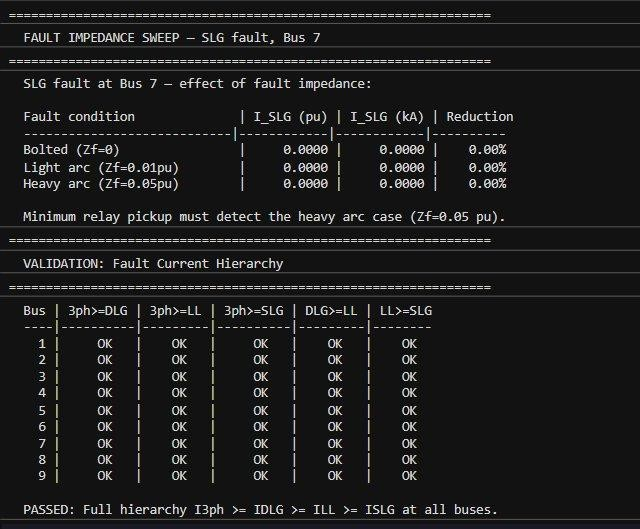 =================================================================
FAULT IMPEDANCE SWEEP — SLG fault, Bus 7
=================================================================
SLG fault at Bus 7 — effect of fault impedance:
Fault condition | I_SLG (pu) | I_SLG (kA) | Reduction
----------------------------|------------|------------|----------
Bolted (Zf=0) | 0.0000 | 0.0000 | 0.00%
Light arc (Zf=0.01pu) | 0.0000 | 0.0000 | 0.00%
Heavy arc (Zf=0.05pu) | 0.0000 | 0.0000 | 0.00%
Minimum relay pickup must detect the heavy arc case (Zf=0.05 pu).
=================================================================
VALIDATION: Fault Current Hierarchy
=================================================================
Bus | 3ph>=DLG | 3ph>=LL | 3ph>=SLG | DLG>=LL | LL>=SLG
----|----------|---------|----------|---------|--------
1 | OK | OK | OK | OK | OK
2 | OK | OK | OK | OK | OK
3 | OK | OK | OK | OK | OK
4 | OK | OK | OK | OK | OK
5 | OK | OK | OK | OK | OK
6 | OK | OK | OK | OK | OK
7 | OK | OK | OK | OK | OK
8 | OK | OK | OK | OK | OK
9 | OK | OK | OK | OK | OK
PASSED: Full hierarchy I3ph >= IDLG >= ILL >= ISLG at all buses.